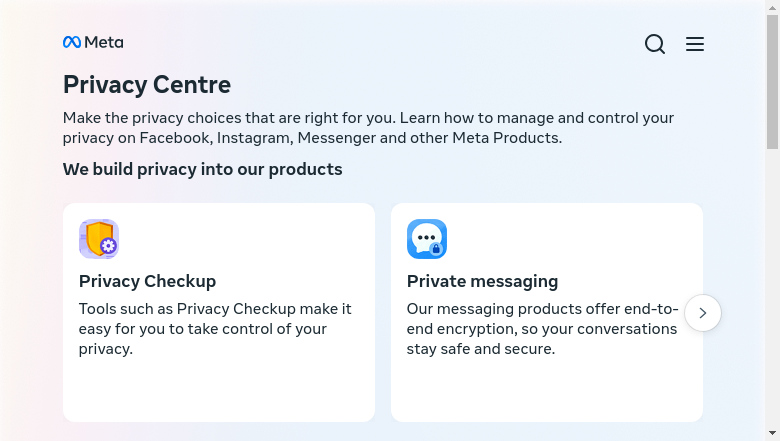 Meta
Privacy Centre
Make the privacy choices that are right for you. Learn how to manage and control your
privacy on Facebook, Instagram, Messenger and other Meta Products.
We build privacy into our products
Privacy Checkup
Tools such as Privacy Checkup make it
easy for you to take control of your
privacy.
Private messaging
Our messaging products offer end-to-
end encryption, so your conversations
stay safe and secure.